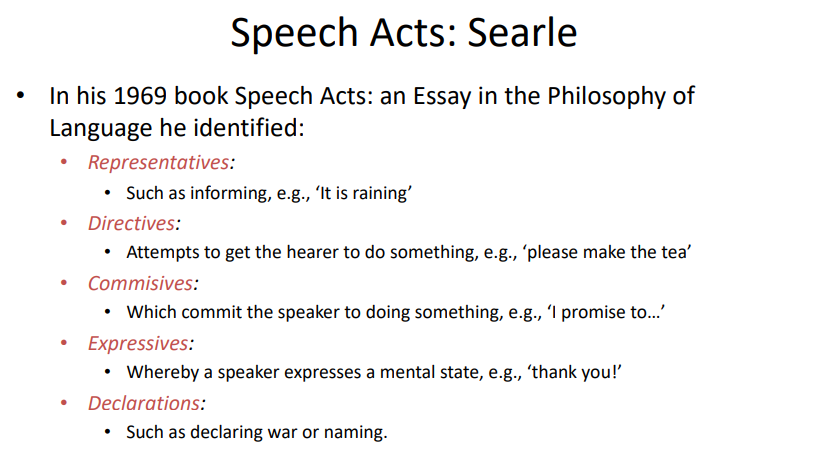 Speech Acts: Searle
• In his 1969 book Speech Acts: an Essay in the Philosophy of
Language he identified:
• Representatives:
• Such as informing, e.g., ‘It is raining’
• Directives:
• Attempts to get the hearer to do something, e.g., ‘please make the tea’
• Commisives:
• Which commit the speaker to doing something, e.g., ‘I promise to…’
• Expressives:
• Whereby a speaker expresses a mental state, e.g., ‘thank you!’
• Declarations:
• Such as declaring war or naming.